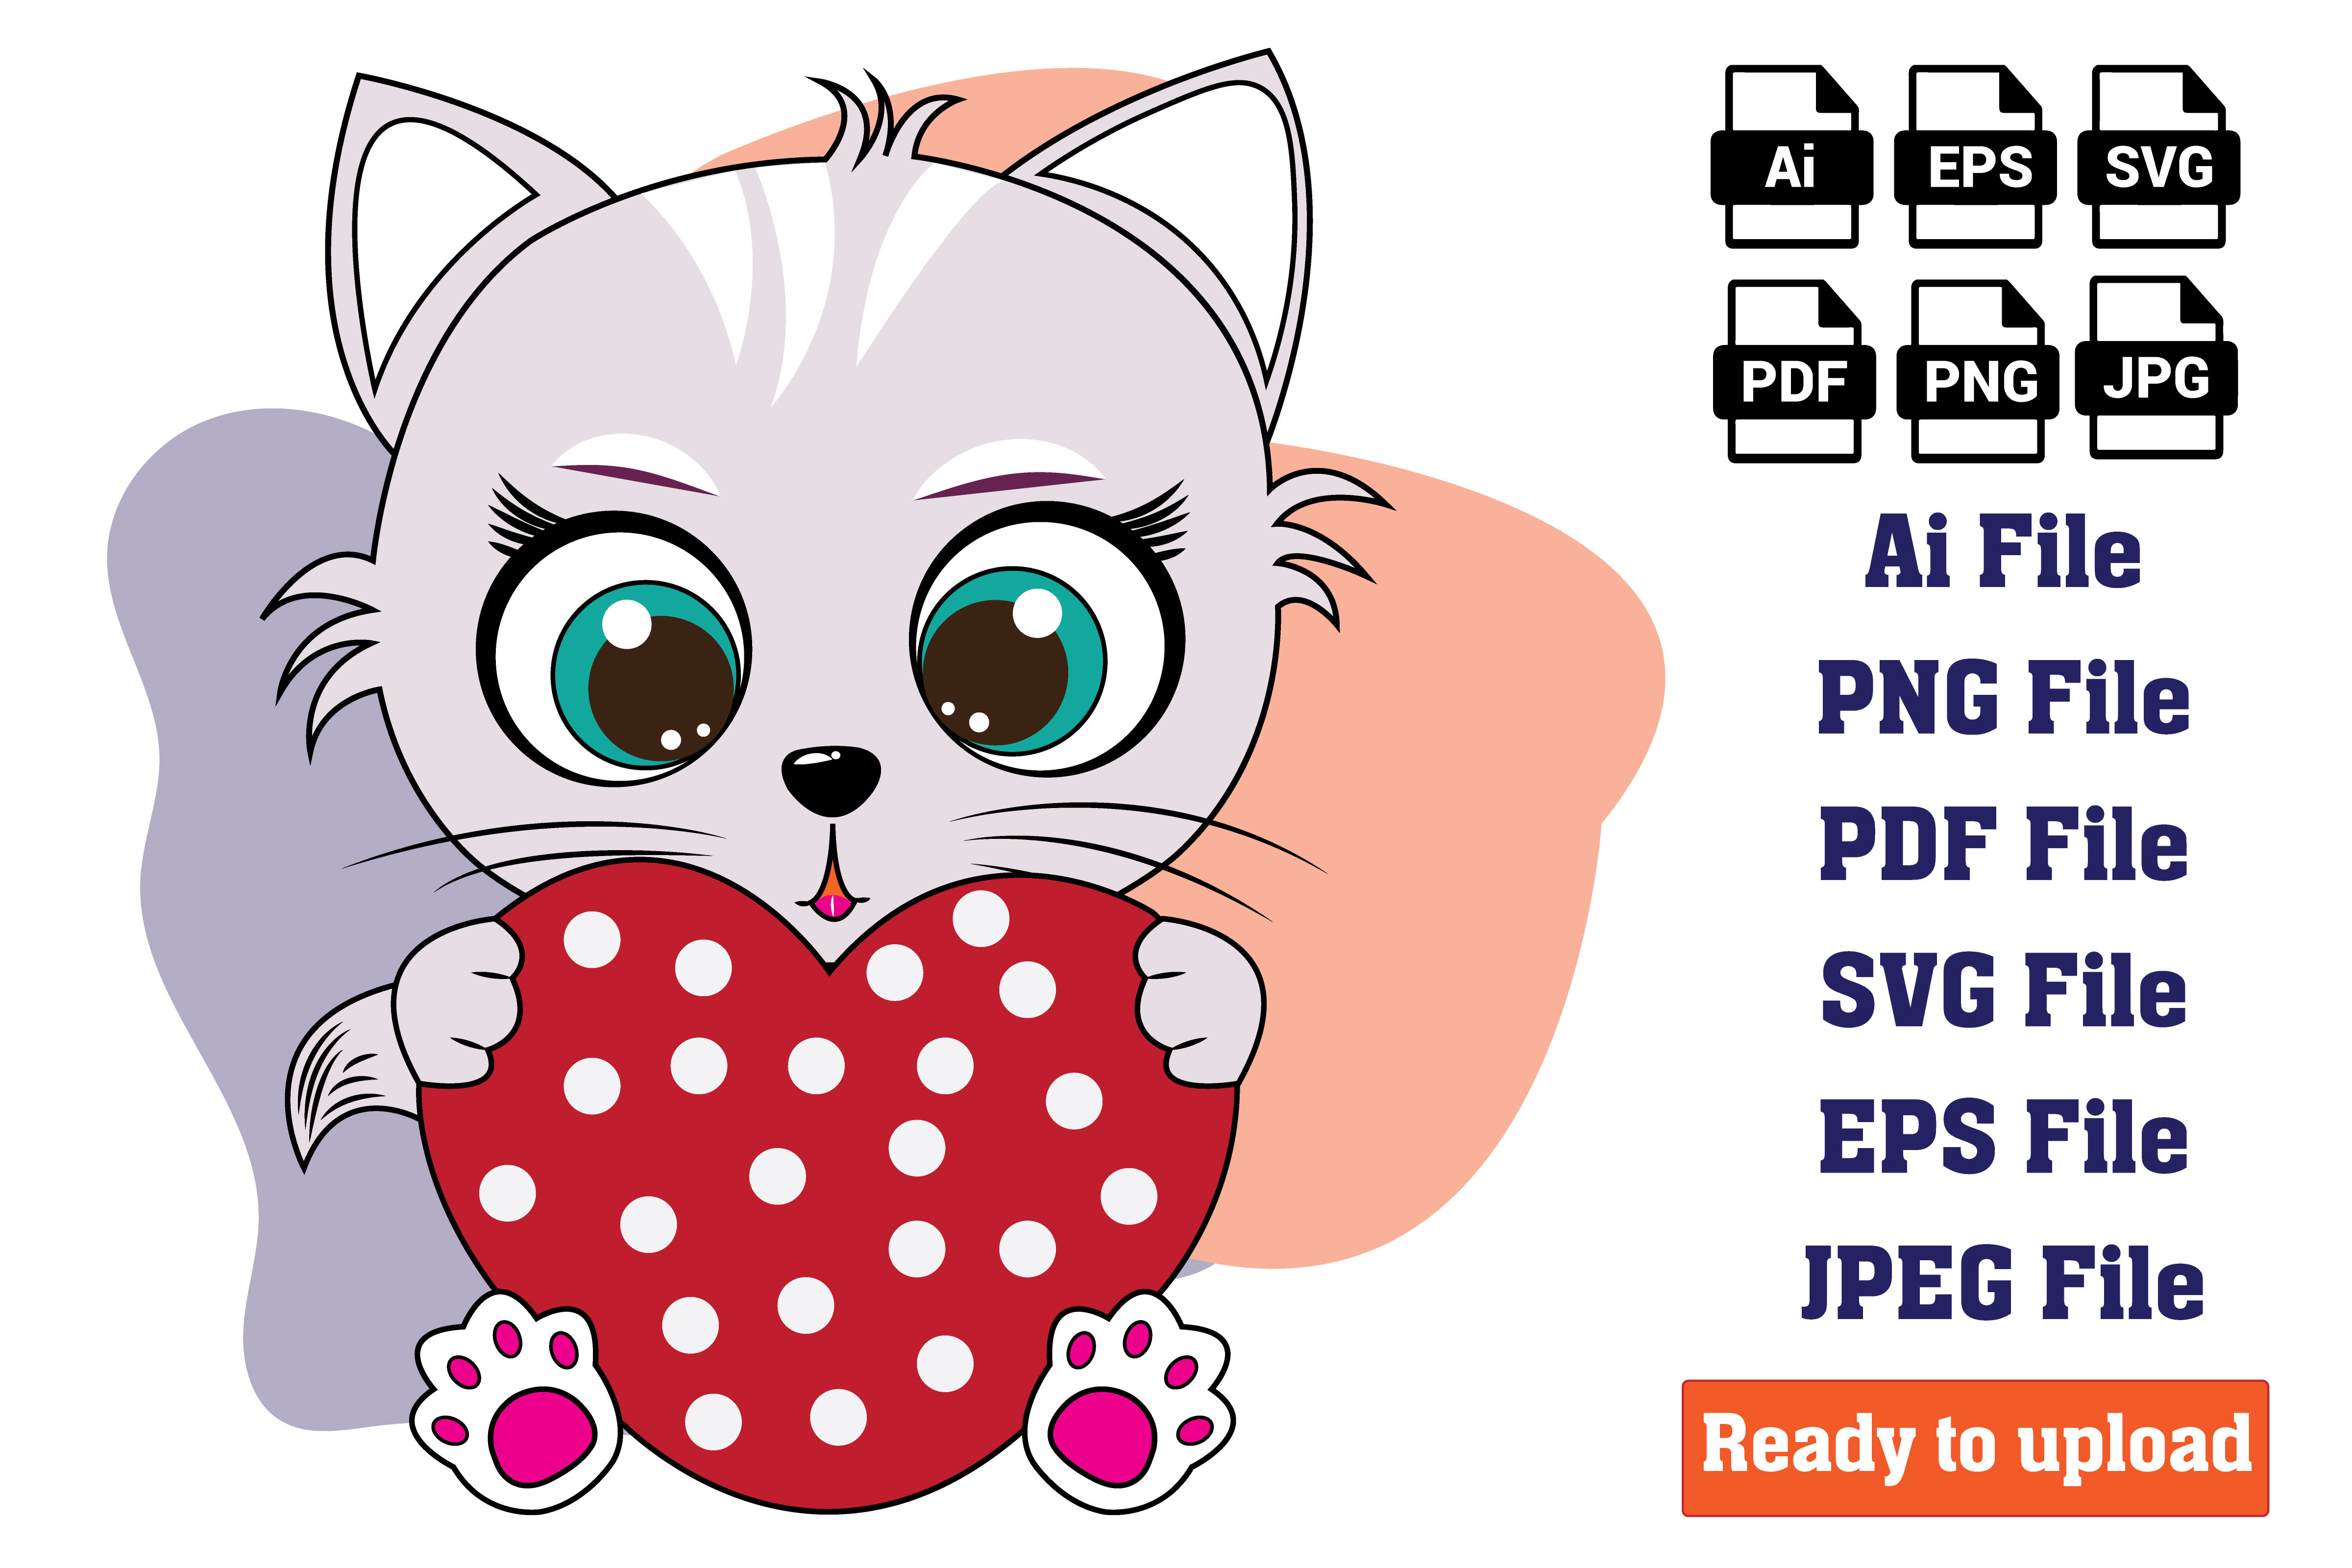 Ai EPS SVG
PDF PNG JPG
Ai File
PNG File
PDF File
SVG File
EPS File
JPEG File
Ready to upload